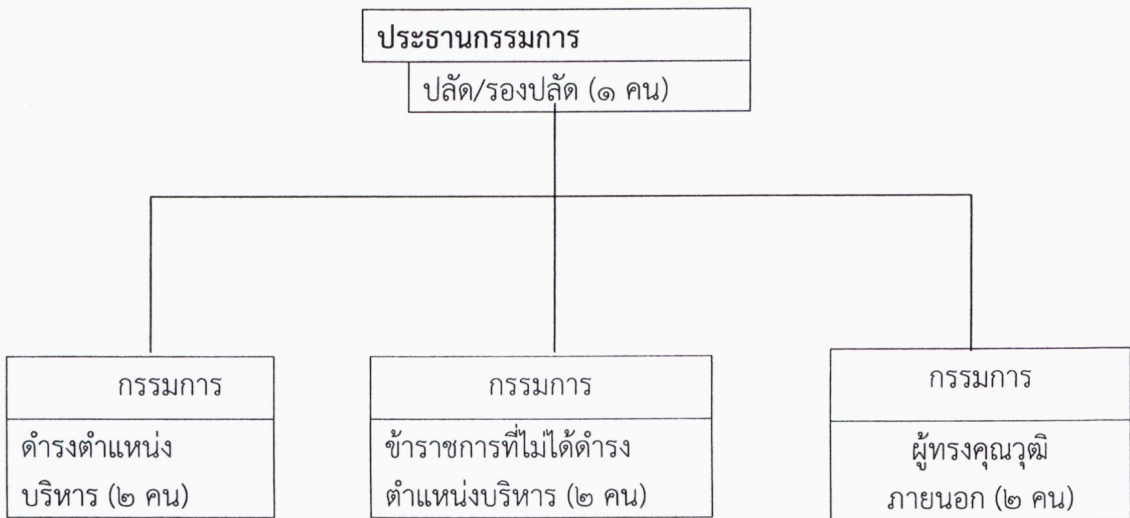 ประธานกรรมการ
ปลัด/รองปลัด (๑ คน)
กรรมการ
ดำรงตำแหน่ง
บริหาร (๒ คน)
กรรมการ
ข้าราชการที่ไม่ได้ดำรง
ตำแหน่งบริหาร (๒ คน)
กรรมการ
ผู้ทรงคุณวุฒิ
ภายนอก (๒ คน)